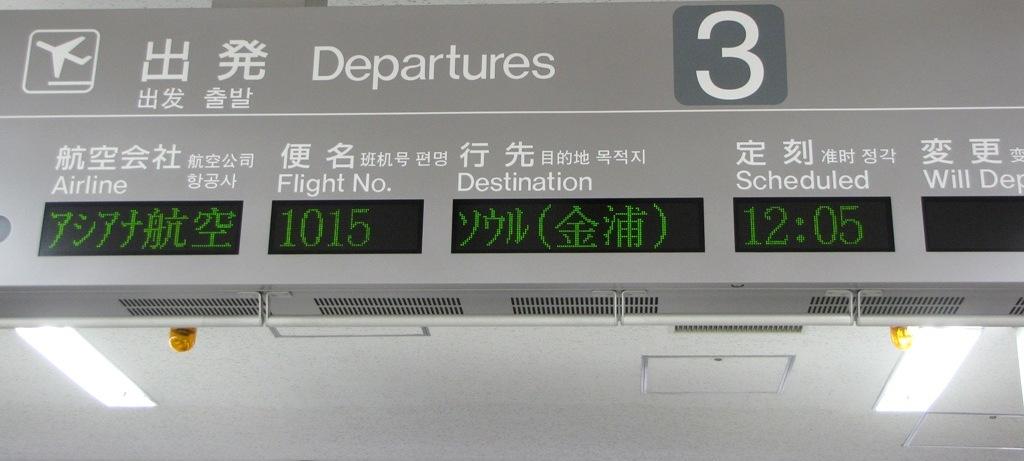 出発 Departures 3
出发 출발
航空会社 航空公司 항공사 Airline
便名 班机号 편명 Flight No.
行先 目的地 목적지 Destination
定刻 准时 정각 Scheduled
変更 Will Dep
アシアナ航空 1015 ソウル(金浦) 12:05